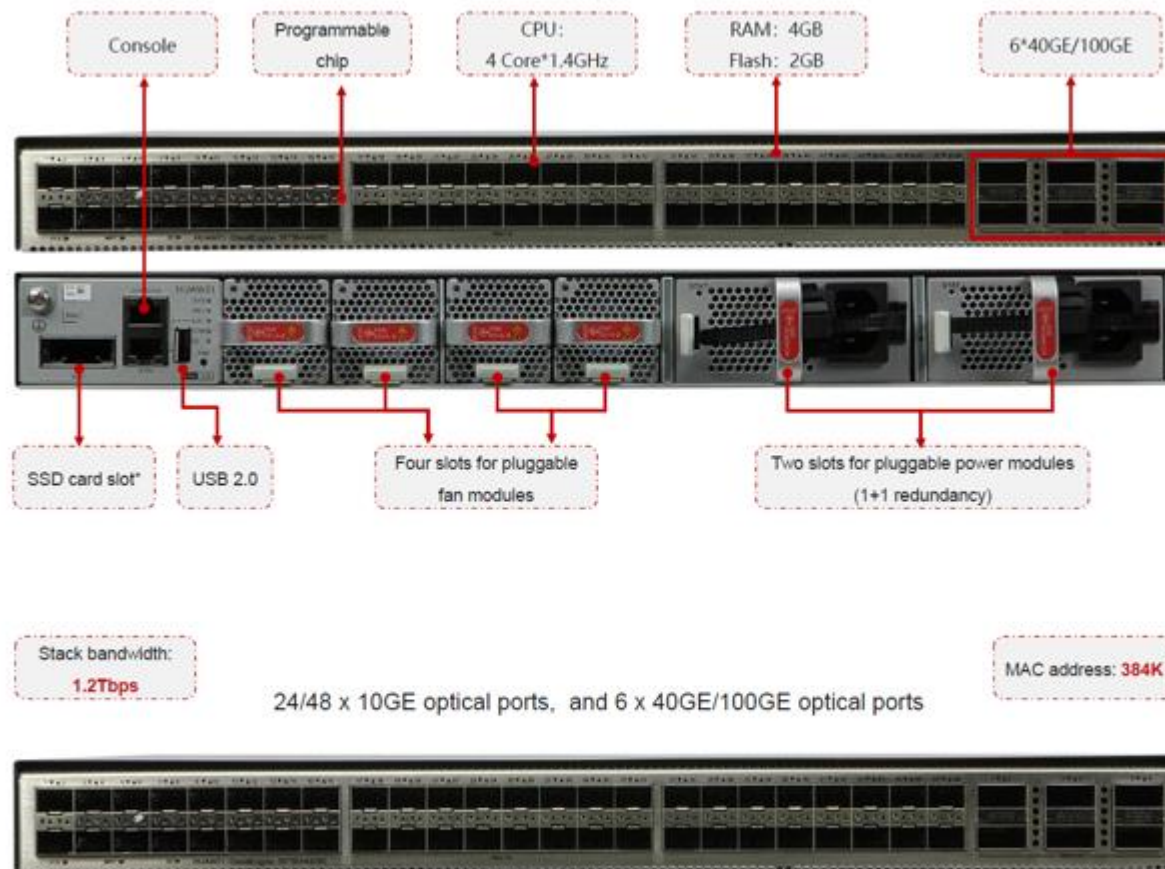 Console
Programmable
chip
CPU:
4 Core*1.4GHz
RAM: 4GB
Flash: 2GB
6*40GE/100GE
HUAWEI
SSD card slot*
USB 2.0
Four slots for pluggable
fan modules
Two slots for pluggable power modules
(1+1 redundancy)
Stack bandwidth:
1.2Tbps
MAC address: 384K
24/48 x 10GE optical ports, and 6 x 40GE/100GE optical ports